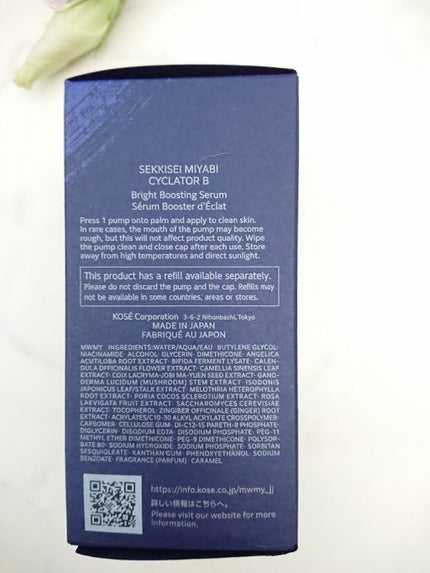 SEKKISEI MIYABI
CYCLATOR B
Bright Boosting Serum
Sérum Booster d'Éclat
Press 1 pump onto palm and apply to clean skin.
In rare cases, the mouth of the pump may become
rough, but this will not affect product quality. Wipe
the pump clean and close cap after each use. Store
away from high temperatures and direct sunlight.
This product has a refill available separately.
Please do not discard the pump and the cap. Refills may
not be available in some countries, areas or stores.
KOSÉ Corporation 3-6-2 Nihonbashi, Tokyo
MADE IN JAPAN
FABRIQUÉ AU JAPON
MWMY INGREDIENTS:WATER/AQUA/EAU· BUTYLENE GLYCOL·
NIACINAMIDE· ALCOHOL· GLYCERIN· DIMETHICONE· ANGELICA
ACUTILOBA ROOT EXTRACT· BIFIDA FERMENT LYSATE· CALEN-
DULA OFFICINALIS FLOWER EXTRACT· CAMELLIA SINENSIS LEAF
EXTRACT· COIX LACRYMA-JOBI MA-YUEN SEED EXTRACT· GANO-
DERMA LUCIDUM (MUSHROOM) STEM EXTRACT· ISODONIS
JAPONICUS LEAF/STALK EXTRACT· MELOTHRIA HETEROPHYLLA
ROOT EXTRACT· PORIA COCOS SCLEROTIUM EXTRACT· ROSA
LAEVIGATA FRUIT EXTRACT· SACCHAROMYCES CEREVISIAE
EXTRACT· TOCOPHEROL· ZINGIBER OFFICINALE (GINGER) ROOT
EXTRACT· ACRYLATES/C10-30 ALKYL ACRYLATE CROSSPOLYMER·
CARBOMER· CELLULOSE GUM· DI-C12-15 PARETH-8 PHOSPHATE·
DIGLYCERIN· DISODIUM EDTA· DISODIUM PHOSPHATE· PEG-11
METHYL ETHER DIMETHICONE· PEG-9 DIMETHICONE· POLYSOR-
BATE 80· SODIUM HYDROXIDE· SODIUM PHOSPHATE· SORBITAN
SESQUIOLEATE· XANTHAN GUM· PHENOXYETHANOL· SODIUM
BENZOATE· FRAGRANCE (PARFUM)· CARAMEL
https://info.kose.co.jp/mwmy_jj
詳しい情報はこちらへ。
Please visit our website for more
information.